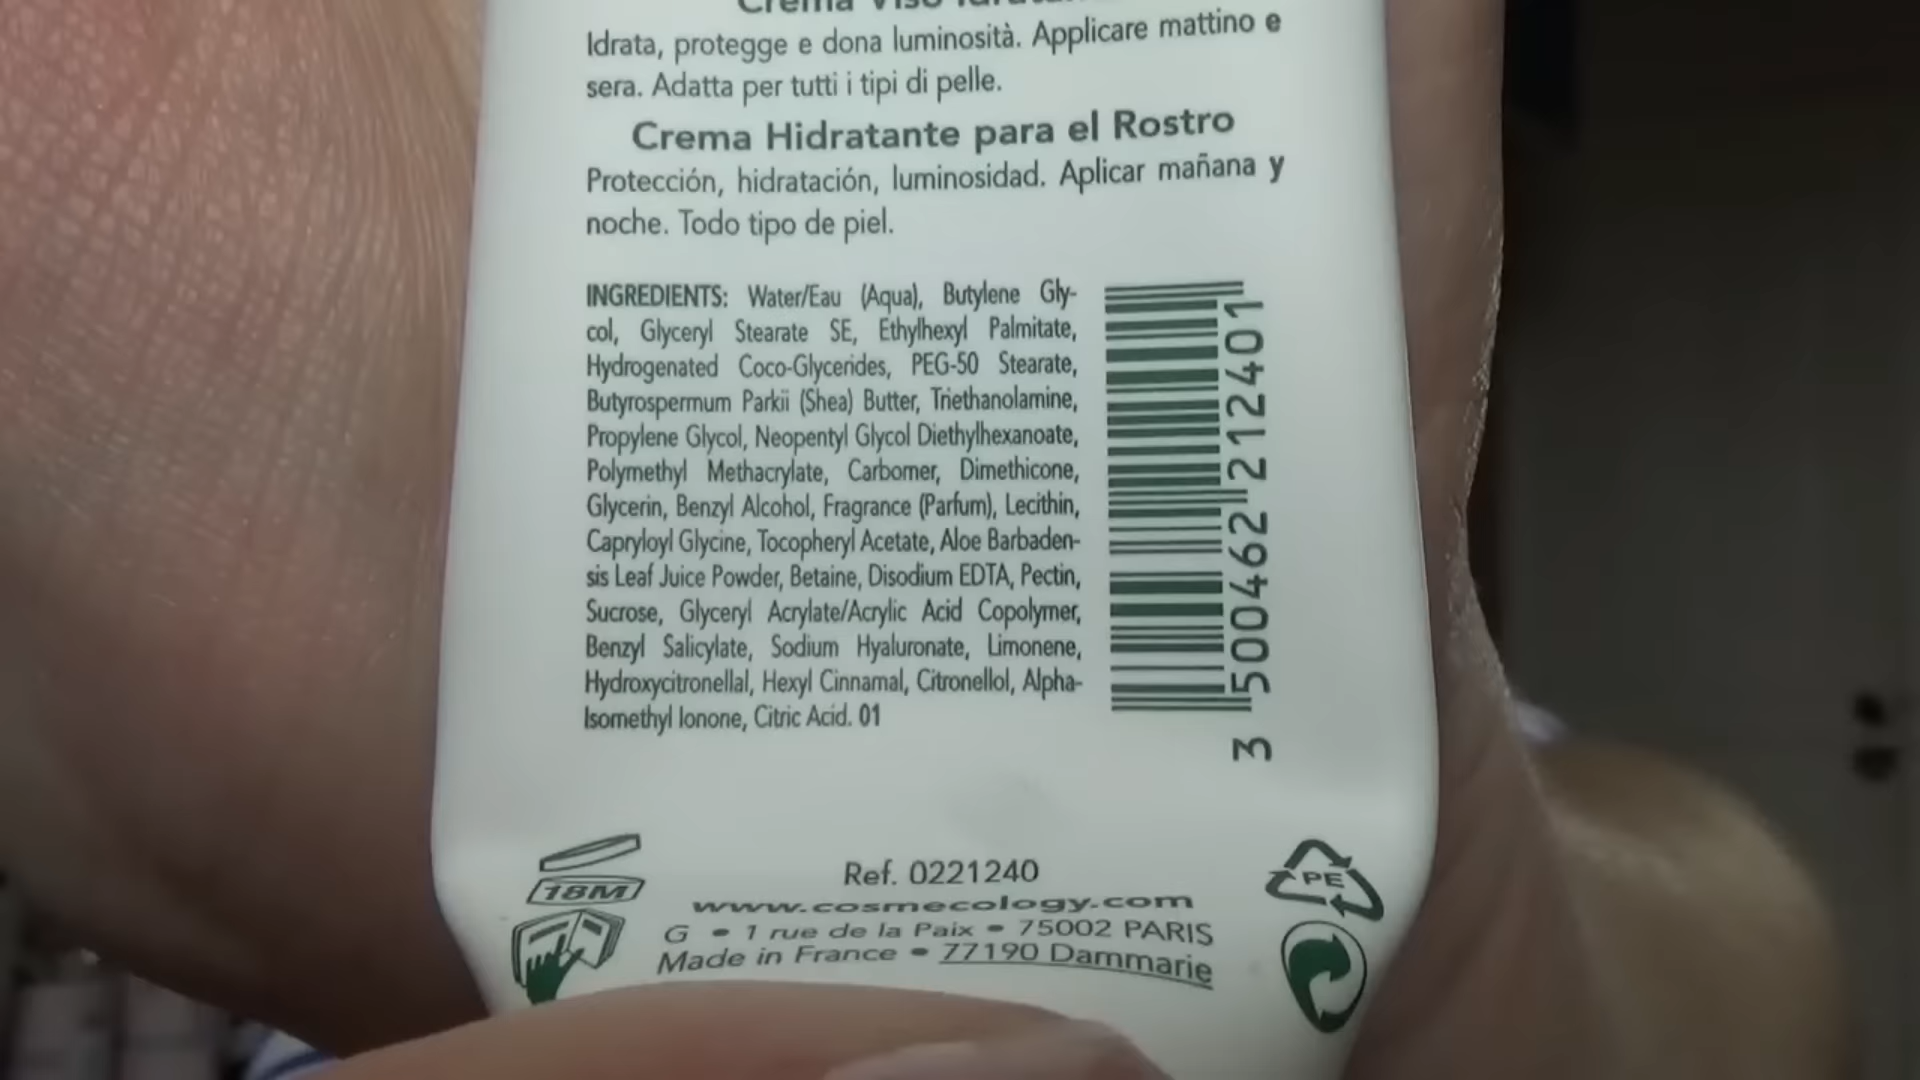 Crema Viso
Idrata, protegge e dona luminosità. Applicare mattino e
sera. Adatta per tutti i tipi di pelle.
Crema Hidratante para el Rostro
Protección, hidratación, luminosidad. Aplicar mañana y
noche. Todo tipo de piel.
INGREDIENTS: Water/Eau (Aqua), Butylene Gly-
col, Glyceryl Stearate SE, Ethylhexyl Palmitate,
Hydrogenated Coco-Glycerides, PEG-50 Stearate,
Butyrospermum Parkii (Shea) Butter, Triethanolamine,
Propylene Glycol, Neopentyl Glycol Diethylhexanoate,
Polymethyl Methacrylate, Carbomer, Dimethicone,
Glycerin, Benzyl Alcohol, Fragrance (Parfum), Lecithin,
Capryloyl Glycine, Tocopheryl Acetate, Aloe Barbaden-
sis Leaf Juice Powder, Betaine, Disodium EDTA, Pectin,
Sucrose, Glyceryl Acrylate/Acrylic Acid Copolymer,
Benzyl Salicylate, Sodium Hyaluronate, Limonene,
Hydroxycitronellal, Hexyl Cinnamal, Citronellol, Alpha-
Isomethyl Ionone, Citric Acid. 01
3 500462 212401
18M
Ref. 0221240
www.cosmecology.com
G • 1 rue de la Paix • 75002 PARIS
Made in France • 77190 Dammarie
PE